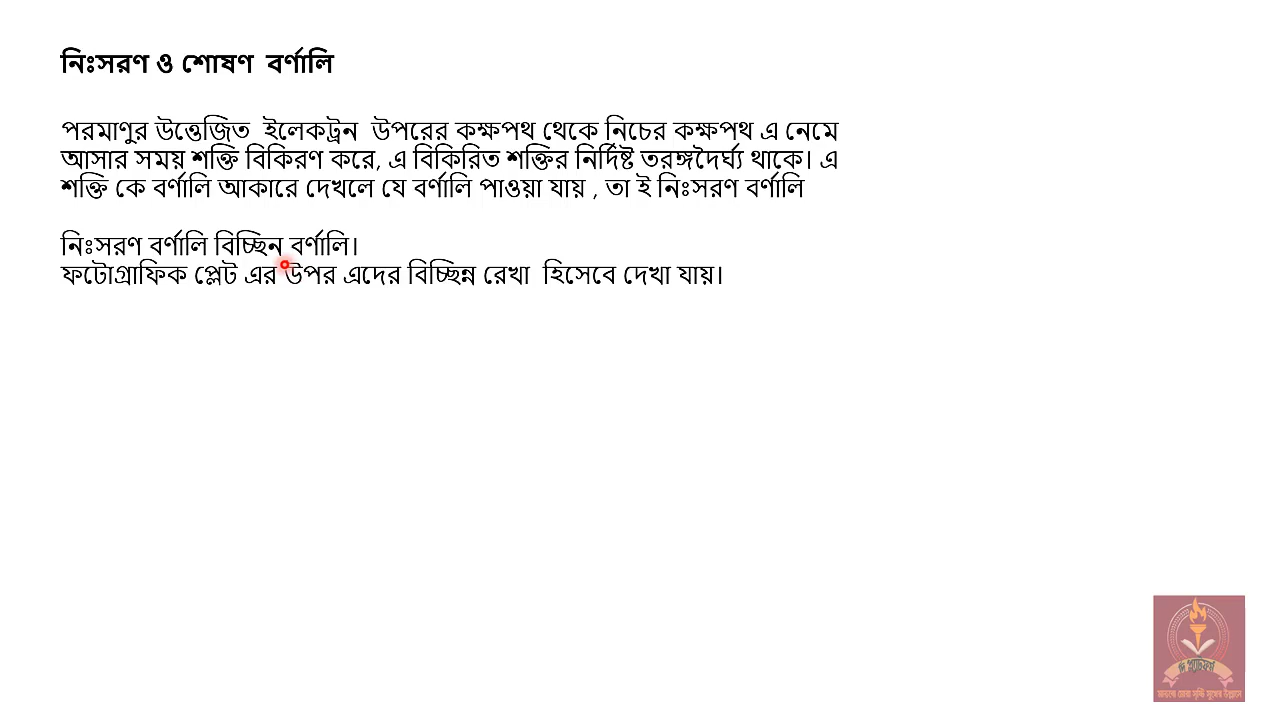 নিঃসরণ ও শোষণ  বর্ণালি
পরমাণুর উত্তেজিত  ইলেকট্রন  উপরের কক্ষপথ থেকে নিচের কক্ষপথ এ নেমে
আসার সময় শক্তি বিকিরণ করে, এ বিকিরিত শক্তির নির্দিষ্ট তরঙ্গদৈর্ঘ্য থাকে। এ
শক্তি কে বর্ণালি আকারে দেখলে যে বর্ণালি পাওয়া যায় , তা ই নিঃসরণ বর্ণালি
নিঃসরণ বর্ণালি বিচ্ছিন বর্ণালি।
ফটোগ্রাফিক প্লেট এর উপর এদের বিচ্ছিন্ন রেখা  হিসেবে দেখা যায়।
দি প্ল্যাটফর্ম